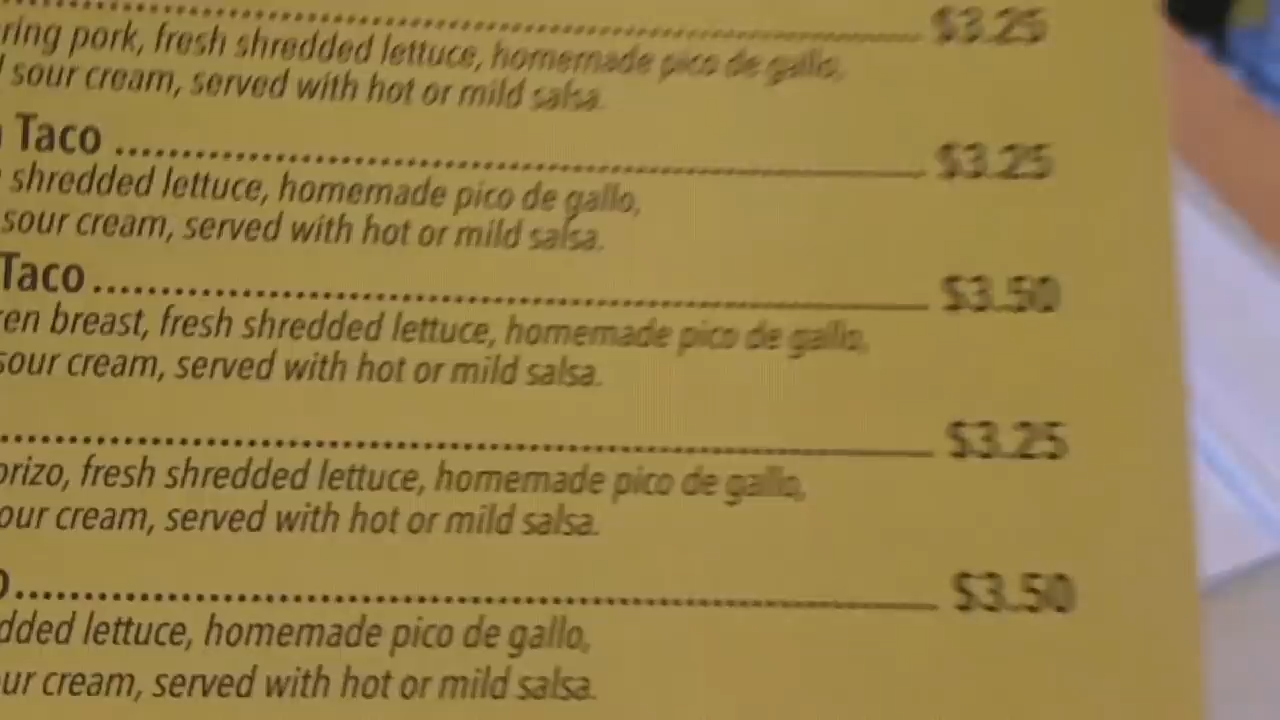 $3.25
ring pork, fresh shredded lettuce, homemade pico de gallo,
sour cream, served with hot or mild salsa.
Taco ........................ $3.25
shredded lettuce, homemade pico de gallo,
sour cream, served with hot or mild salsa.
Taco ........................ $3.50
en breast, fresh shredded lettuce, homemade pico de gallo,
sour cream, served with hot or mild salsa.
........................ $3.25
orizo, fresh shredded lettuce, homemade pico de gallo,
our cream, served with hot or mild salsa.
........................ $3.50
dded lettuce, homemade pico de gallo,
ur cream, served with hot or mild salsa.